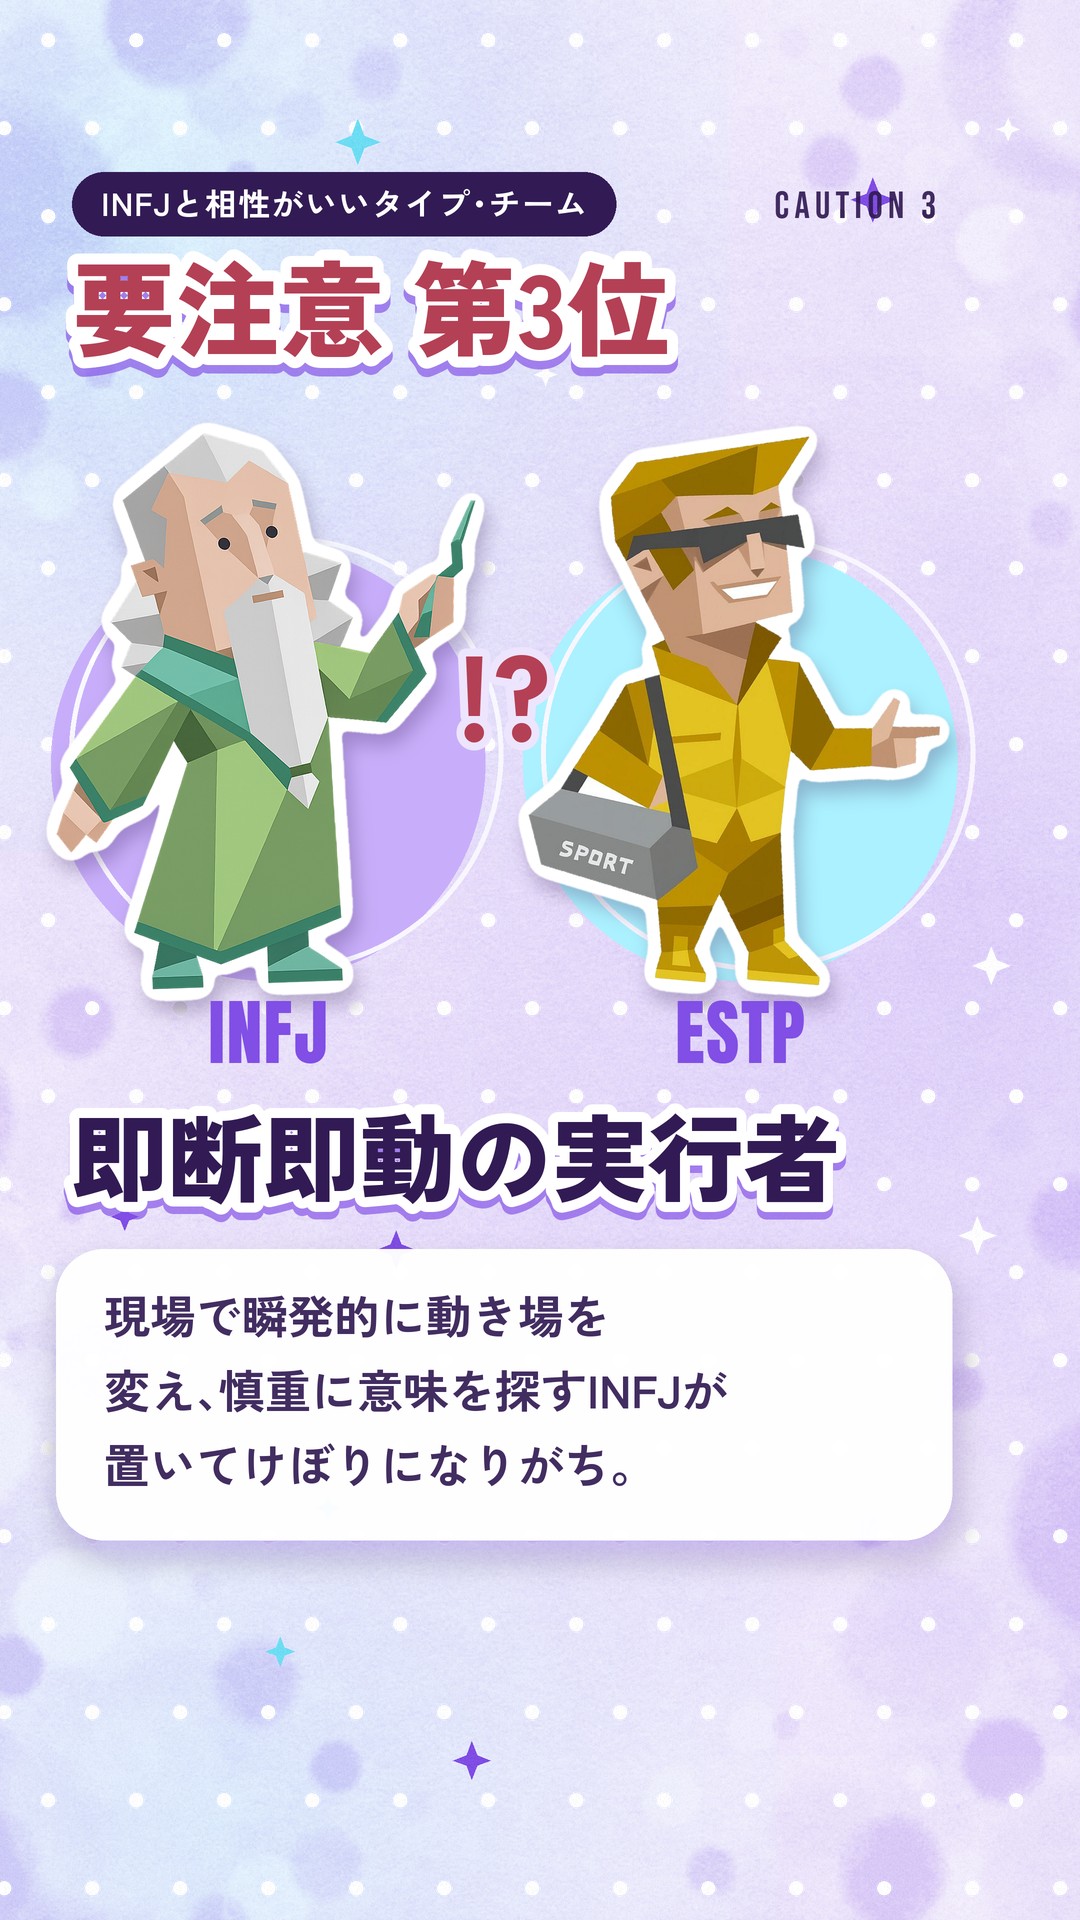 INFJと相性がいいタイプ・チーム
CAUTION 3
要注意 第3位
!?
SPORT
INFJ
ESTP
即断即動の実行者
現場で瞬発的に動き場を
変え、慎重に意味を探すINFJが
置いてけぼりになりがち。